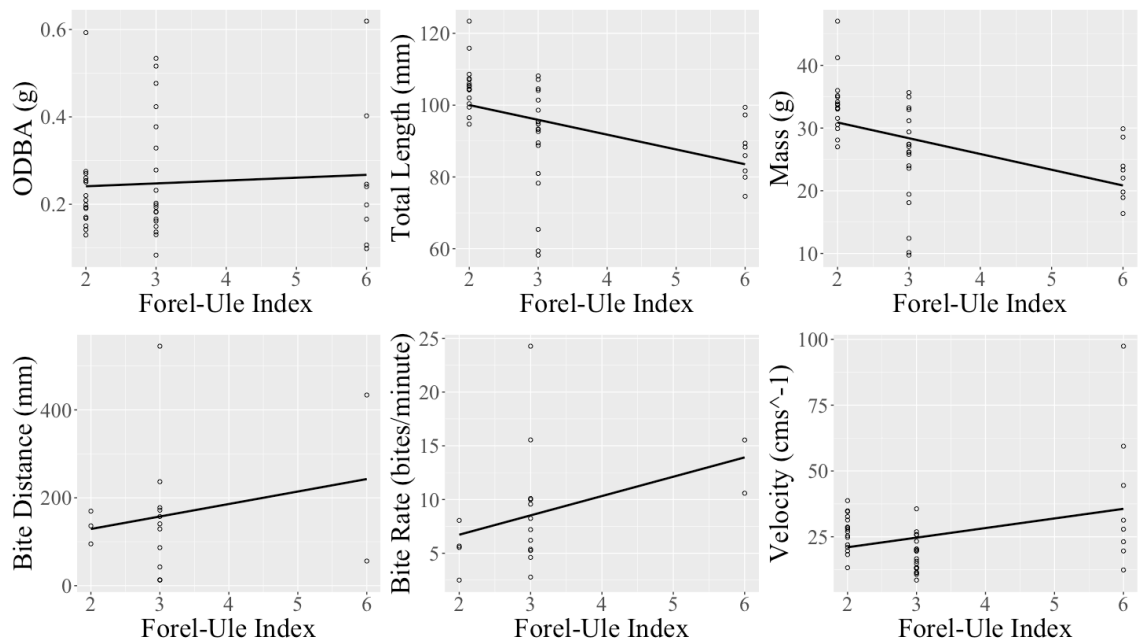 ODBA (g)
0.6
0.4
0.2
2 3 4 5 6
Forel-Ule Index
Total Length (mm)
120
100
80
60
2 3 4 5 6
Forel-Ule Index
Mass (g)
40
30
20
10
2 3 4 5 6
Forel-Ule Index
Bite Distance (mm)
400
200
0
2 3 4 5 6
Forel-Ule Index
Bite Rate (bites/minute)
25
20
15
10
5
2 3 4 5 6
Forel-Ule Index
Velocity (cms^-1)
100
75
50
25
2 3 4 5 6
Forel-Ule Index